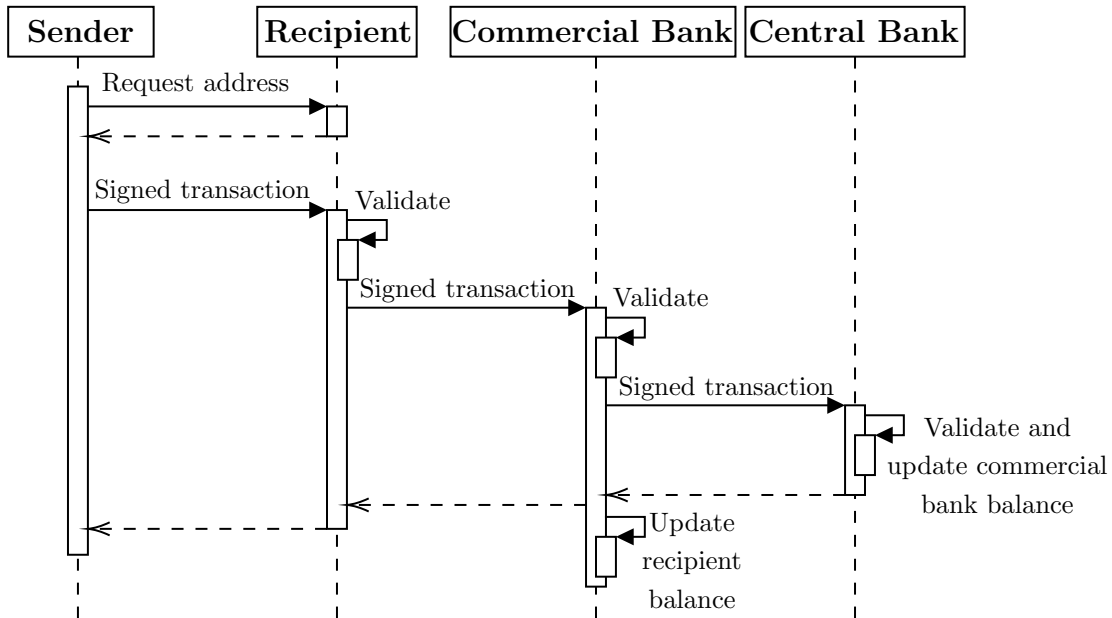 Sender
Recipient
Commercial Bank
Central Bank
Request address
Signed transaction
Validate
Signed transaction
Validate
Signed transaction
Validate and
update commercial
bank balance
Update
recipient
balance